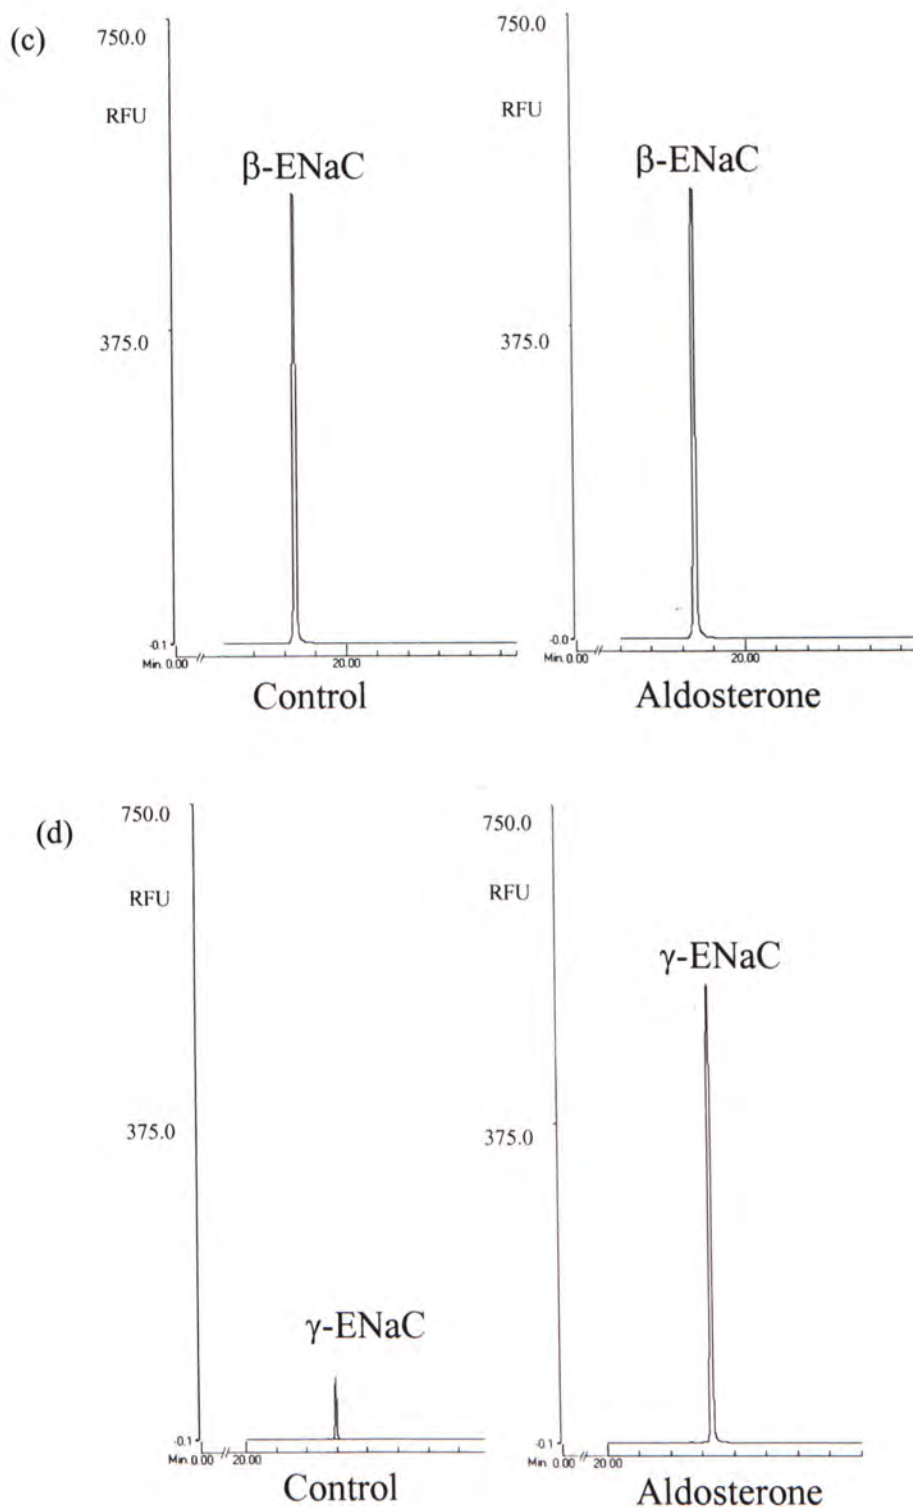 (c)
750.0
RFU
β-ENaC
375.0
-0.1
Min. 0.00
20.00
Control
750.0
RFU
β-ENaC
375.0
-0.0
Min. 0.00
20.00
Aldosterone
(d)
750.0
RFU
375.0
γ-ENaC
-0.1
Min 0.00
20.00
Control
750.0
RFU
γ-ENaC
375.0
-0.1
Min 0.00
20.00
Aldosterone